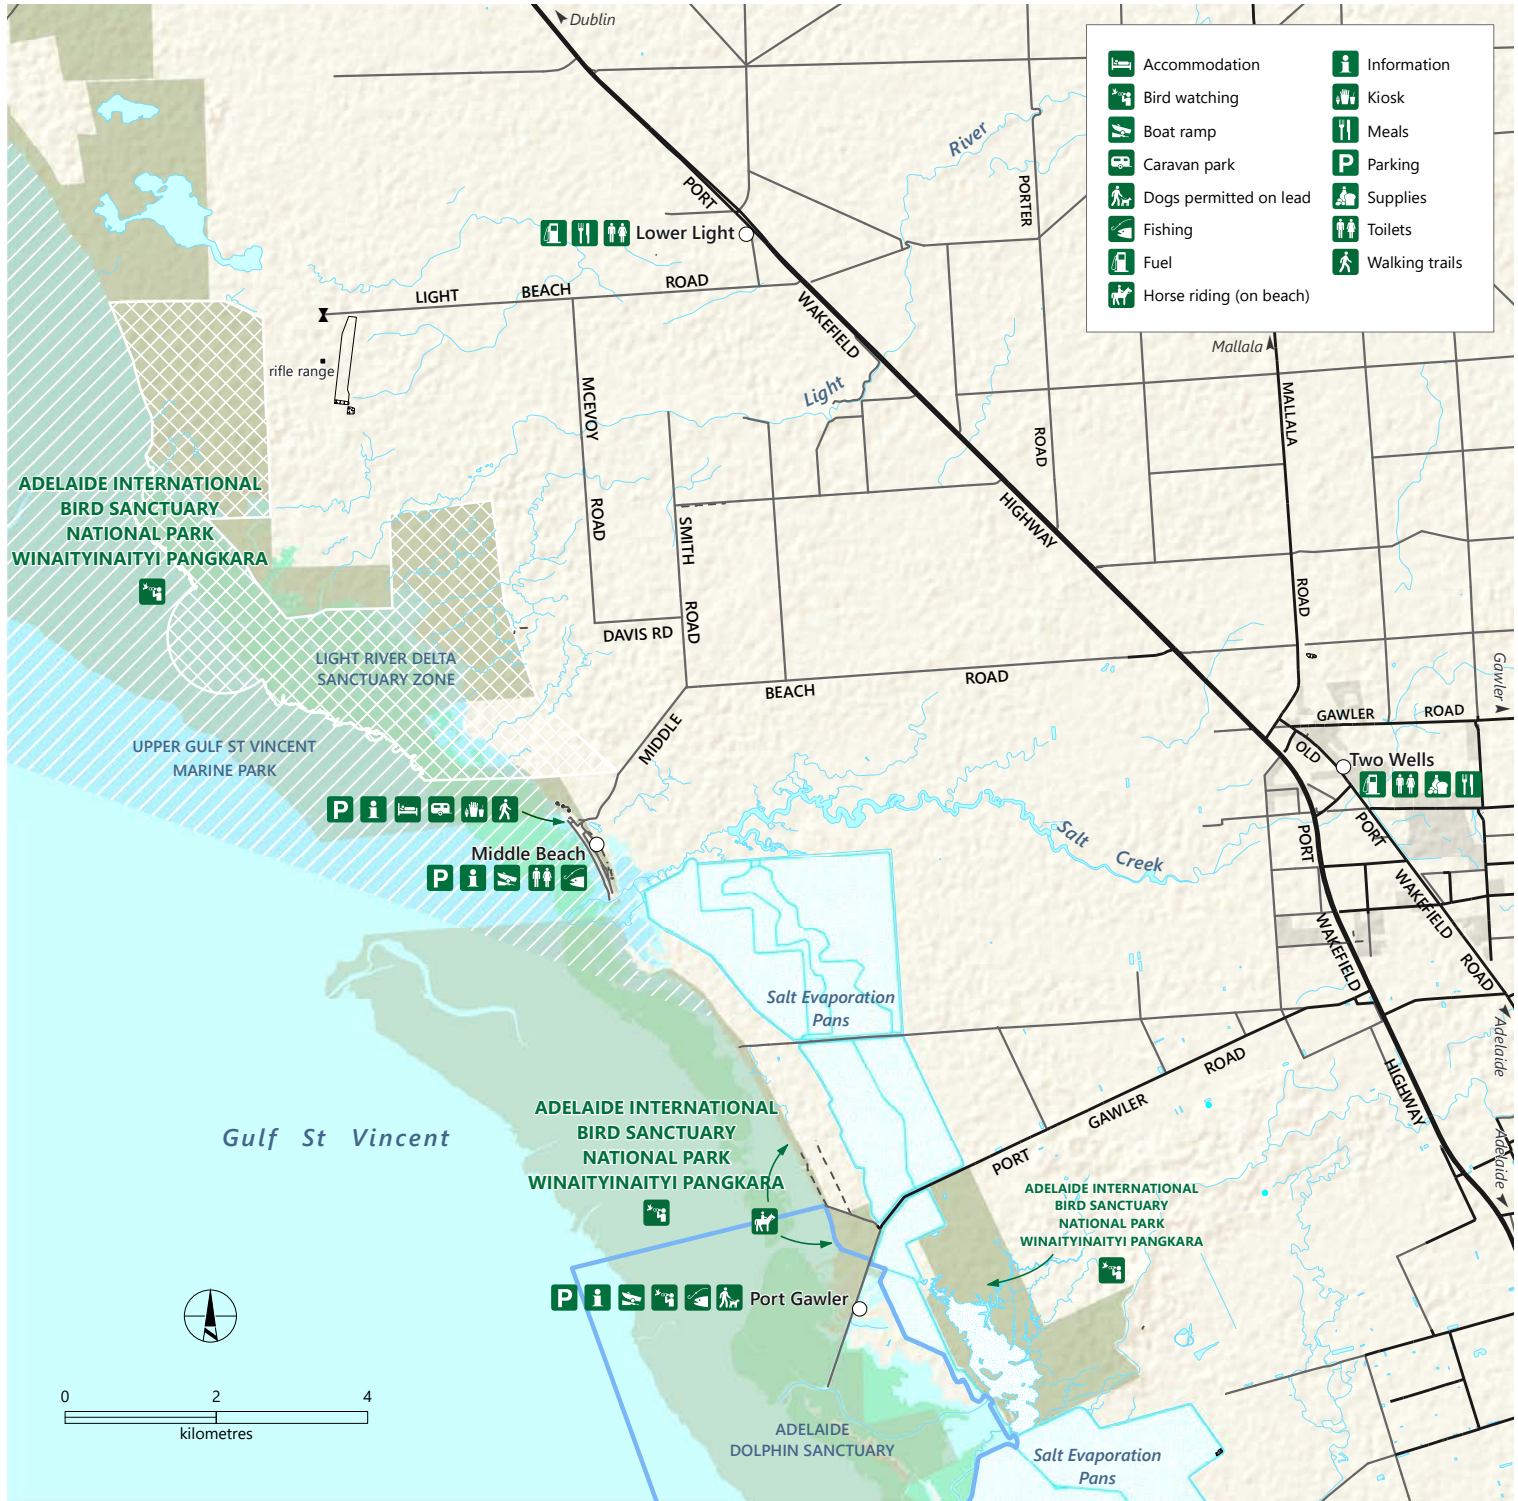 Dublin
Accommodation
Bird watching
Boat ramp
Caravan park
Dogs permitted on lead
Fishing
Fuel
Horse riding (on beach)
Information
Kiosk
Meals
P Parking
Supplies
Toilets
Walking trails
River
PORT
PORTER
Lower Light
LIGHT BEACH ROAD
WAKEFIELD
Mallala
rifle range
Light
MCEVOY
MALLALA
ROAD
ADELAIDE INTERNATIONAL
BIRD SANCTUARY
NATIONAL PARK
WINAITYINAITYI PANGKARA
ROAD
SMITH
HIGHWAY
ROAD
ROAD
DAVIS RD
LIGHT RIVER DELTA
SANCTUARY ZONE
BEACH ROAD
MIDDLE
Gawler
GAWLER ROAD
UPPER GULF ST VINCENT
MARINE PARK
OLD
Two Wells
P
Middle Beach
P
Salt Creek
PORT
PORT
WAKEFIELD
WAKEFIELD
ROAD
Salt Evaporation
Pans
Adelaide
ROAD
HIGHWAY
GAWLER
PORT
Gulf St Vincent
ADELAIDE INTERNATIONAL
BIRD SANCTUARY
NATIONAL PARK
WINAITYINAITYI PANGKARA
Adelaide
ADELAIDE INTERNATIONAL
BIRD SANCTUARY
NATIONAL PARK
WINAITYINAITYI PANGKARA
P
Port Gawler
0 2 4
kilometres
ADELAIDE
DOLPHIN SANCTUARY
Salt Evaporation
Pans